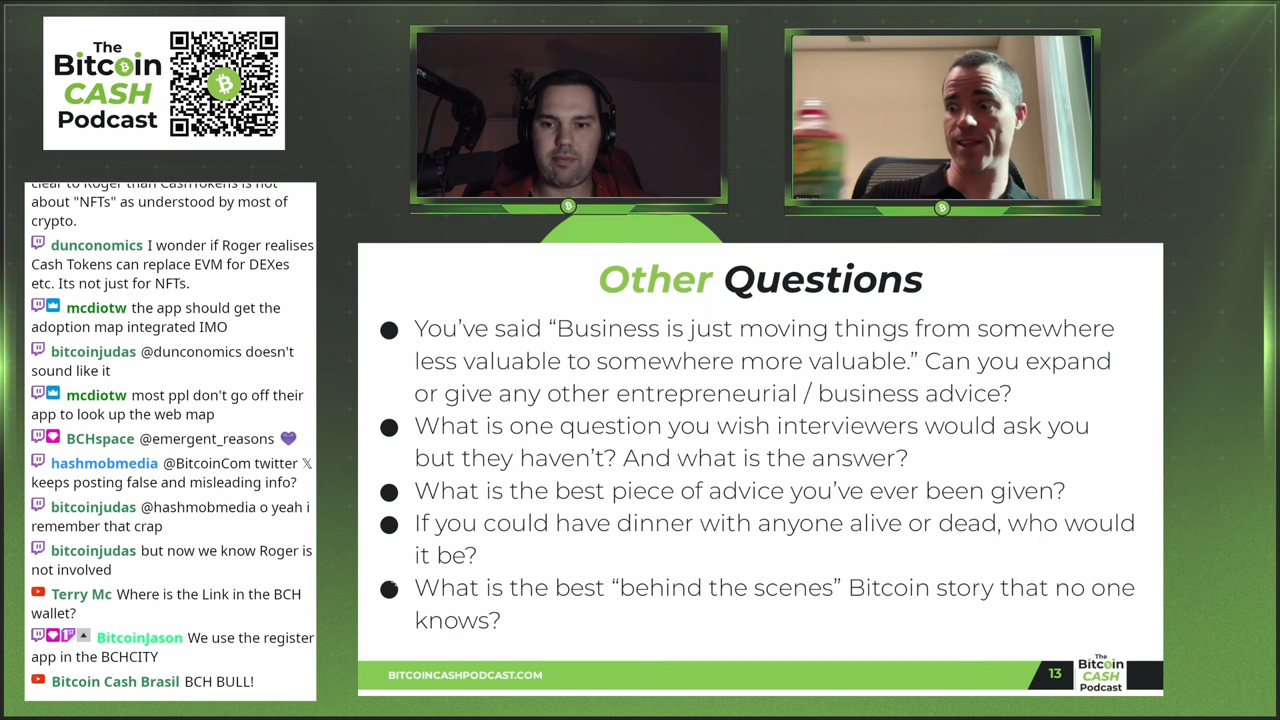 The
Bitcoin
CASH
Podcast
clear to Roger than CashTokens is not
about "NFTs" as understood by most of
crypto.
dunconomics I wonder if Roger realises
Cash Tokens can replace EVM for DEXes
etc. Its not just for NFTs.
mcdiotw the app should get the
adoption map integrated IMO
bitcoinjudas @dunconomics doesn't
sound like it
mcdiotw most ppl don't go off their
app to look up the web map
BCHspace @emergent_reasons 💜
hashmobmedia @BitcoinCom twitter 𝕏
keeps posting false and misleading info?
bitcoinjudas @hashmobmedia o yeah i
remember that crap
bitcoinjudas but now we know Roger is
not involved
Terry Mc Where is the Link in the BCH
wallet?
BitcoinJason We use the register
app in the BCHCITY
Bitcoin Cash Brasil BCH BULL!
Other Questions
● You’ve said “Business is just moving things from somewhere
less valuable to somewhere more valuable.” Can you expand
or give any other entrepreneurial / business advice?
● What is one question you wish interviewers would ask you
but they haven’t? And what is the answer?
● What is the best piece of advice you’ve ever been given?
● If you could have dinner with anyone alive or dead, who would
it be?
● What is the best “behind the scenes” Bitcoin story that no one
knows?
BITCOINCASHPODCAST.COM
13
The
Bitcoin
CASH
Podcast